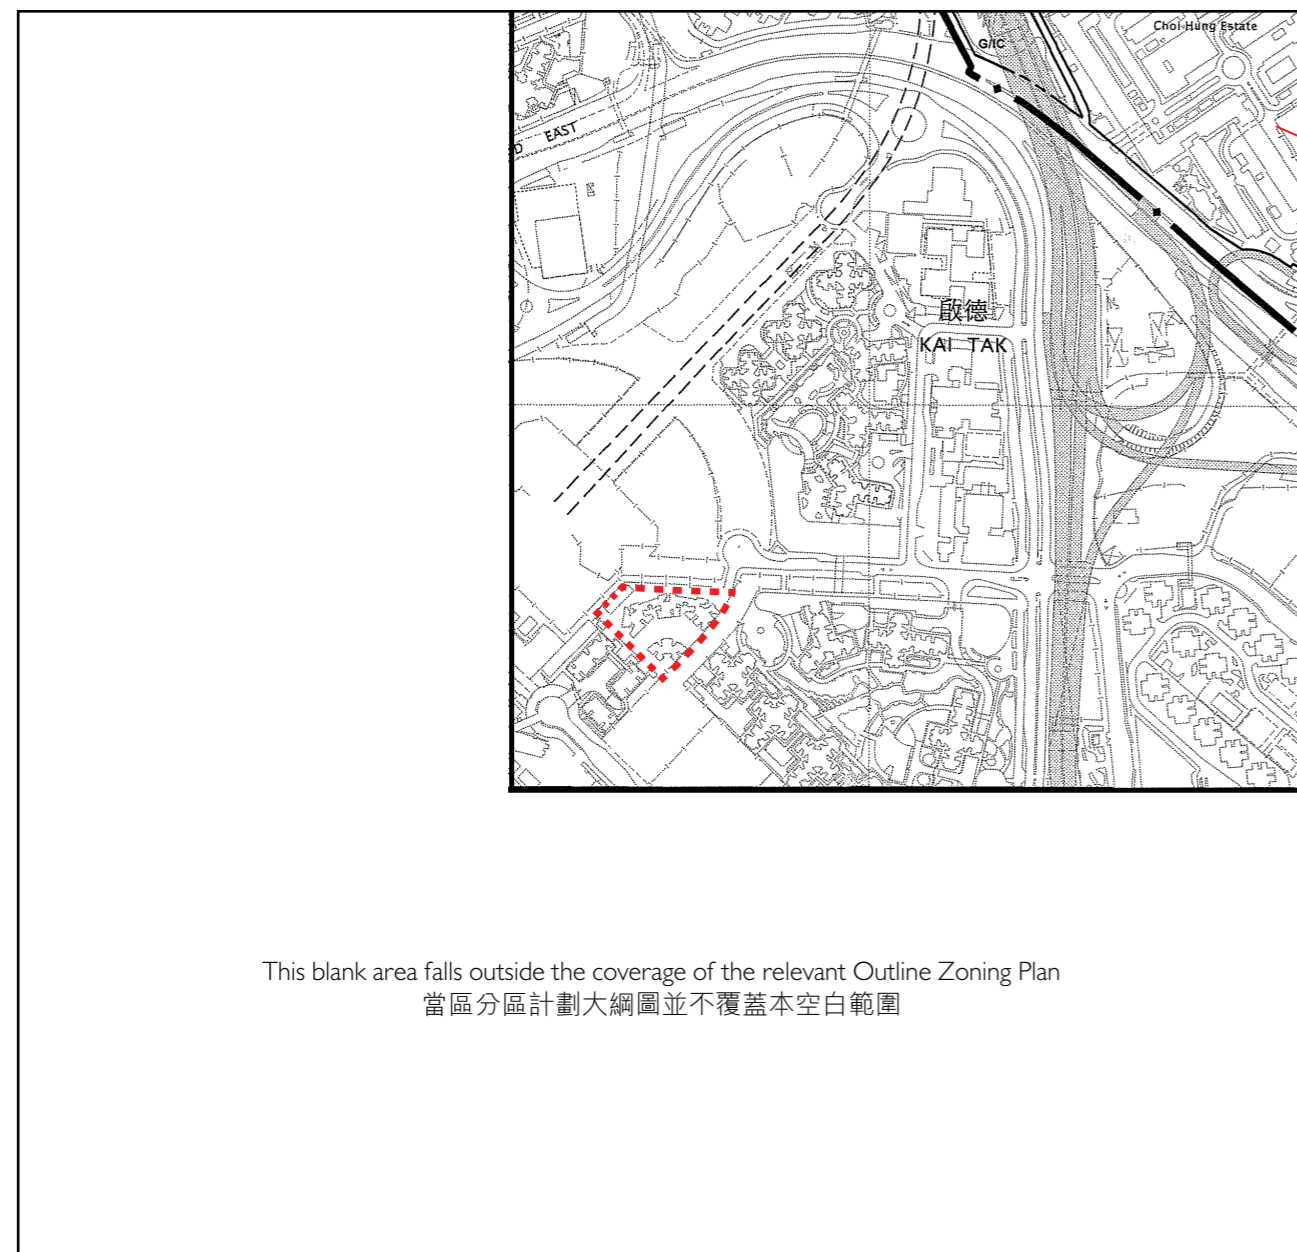 Choi Hung Estate
G/IC
D EAST
啟德
KAI TAK
This blank area falls outside the coverage of the relevant Outline Zoning Plan
當區分區計劃大綱圖並不覆蓋本空白範圍